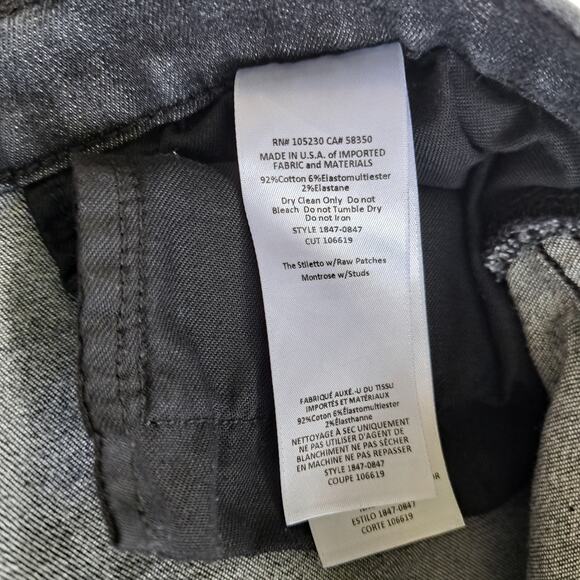 RN# 105230 CA# 58350
MADE IN U.S.A. of IMPORTED
FABRIC and MATERIALS
92%Cotton 6%Elastomultiester
2%Elastane
Dry Clean Only Do not
Bleach Do not Tumble Dry
Do not Iron
STYLE 1847-0847
CUT 106619
The Stiletto w/Raw Patches
Montrose w/Studs
FABRIQUÉ AUXÉ.-U DU TISSU
IMPORTÉS ET MATÉRIAUX
92%Cotton 6%Élastomultiester
2%Élasthanne
NETTOYAGE À SEC UNIQUEMENT
NE PAS UTILISER D'AGENT DE
BLANCHIMENT NE PAS SÉCHER
EN MACHINE NE PAS REPASSER
STYLE 1847-0847
COUPE 106619
OR
ESTILO 1847-0847
CORTE 106619